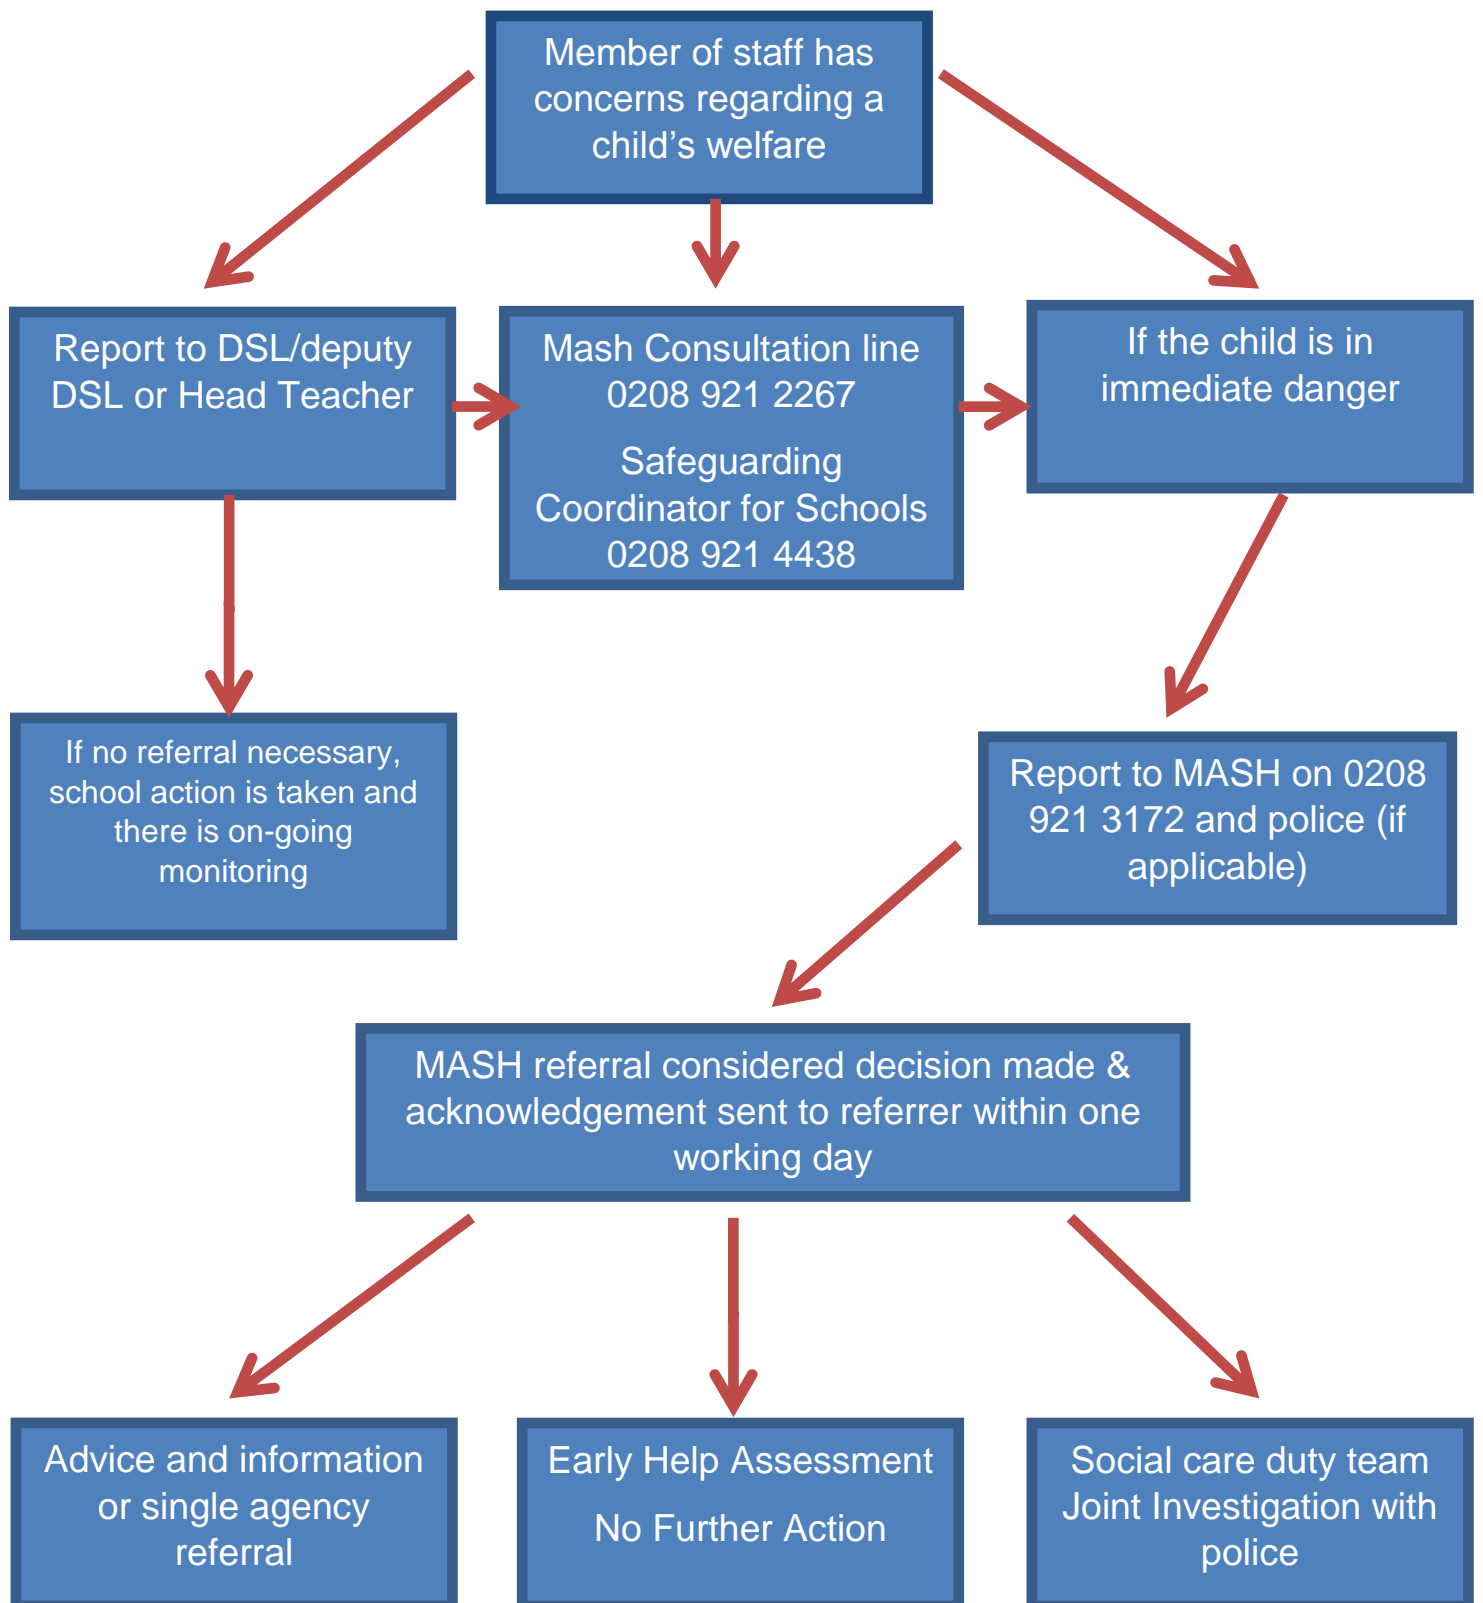 Member of staff has
concerns regarding a
child’s welfare
Report to DSL/deputy
DSL or Head Teacher
Mash Consultation line
0208 921 2267
Safeguarding
Coordinator for Schools
0208 921 4438
If the child is in
immediate danger
If no referral necessary,
school action is taken and
there is on-going
monitoring
Report to MASH on 0208
921 3172 and police (if
applicable)
MASH referral considered decision made &
acknowledgement sent to referrer within one
working day
Advice and information
or single agency
referral
Early Help Assessment
No Further Action
Social care duty team
Joint Investigation with
police